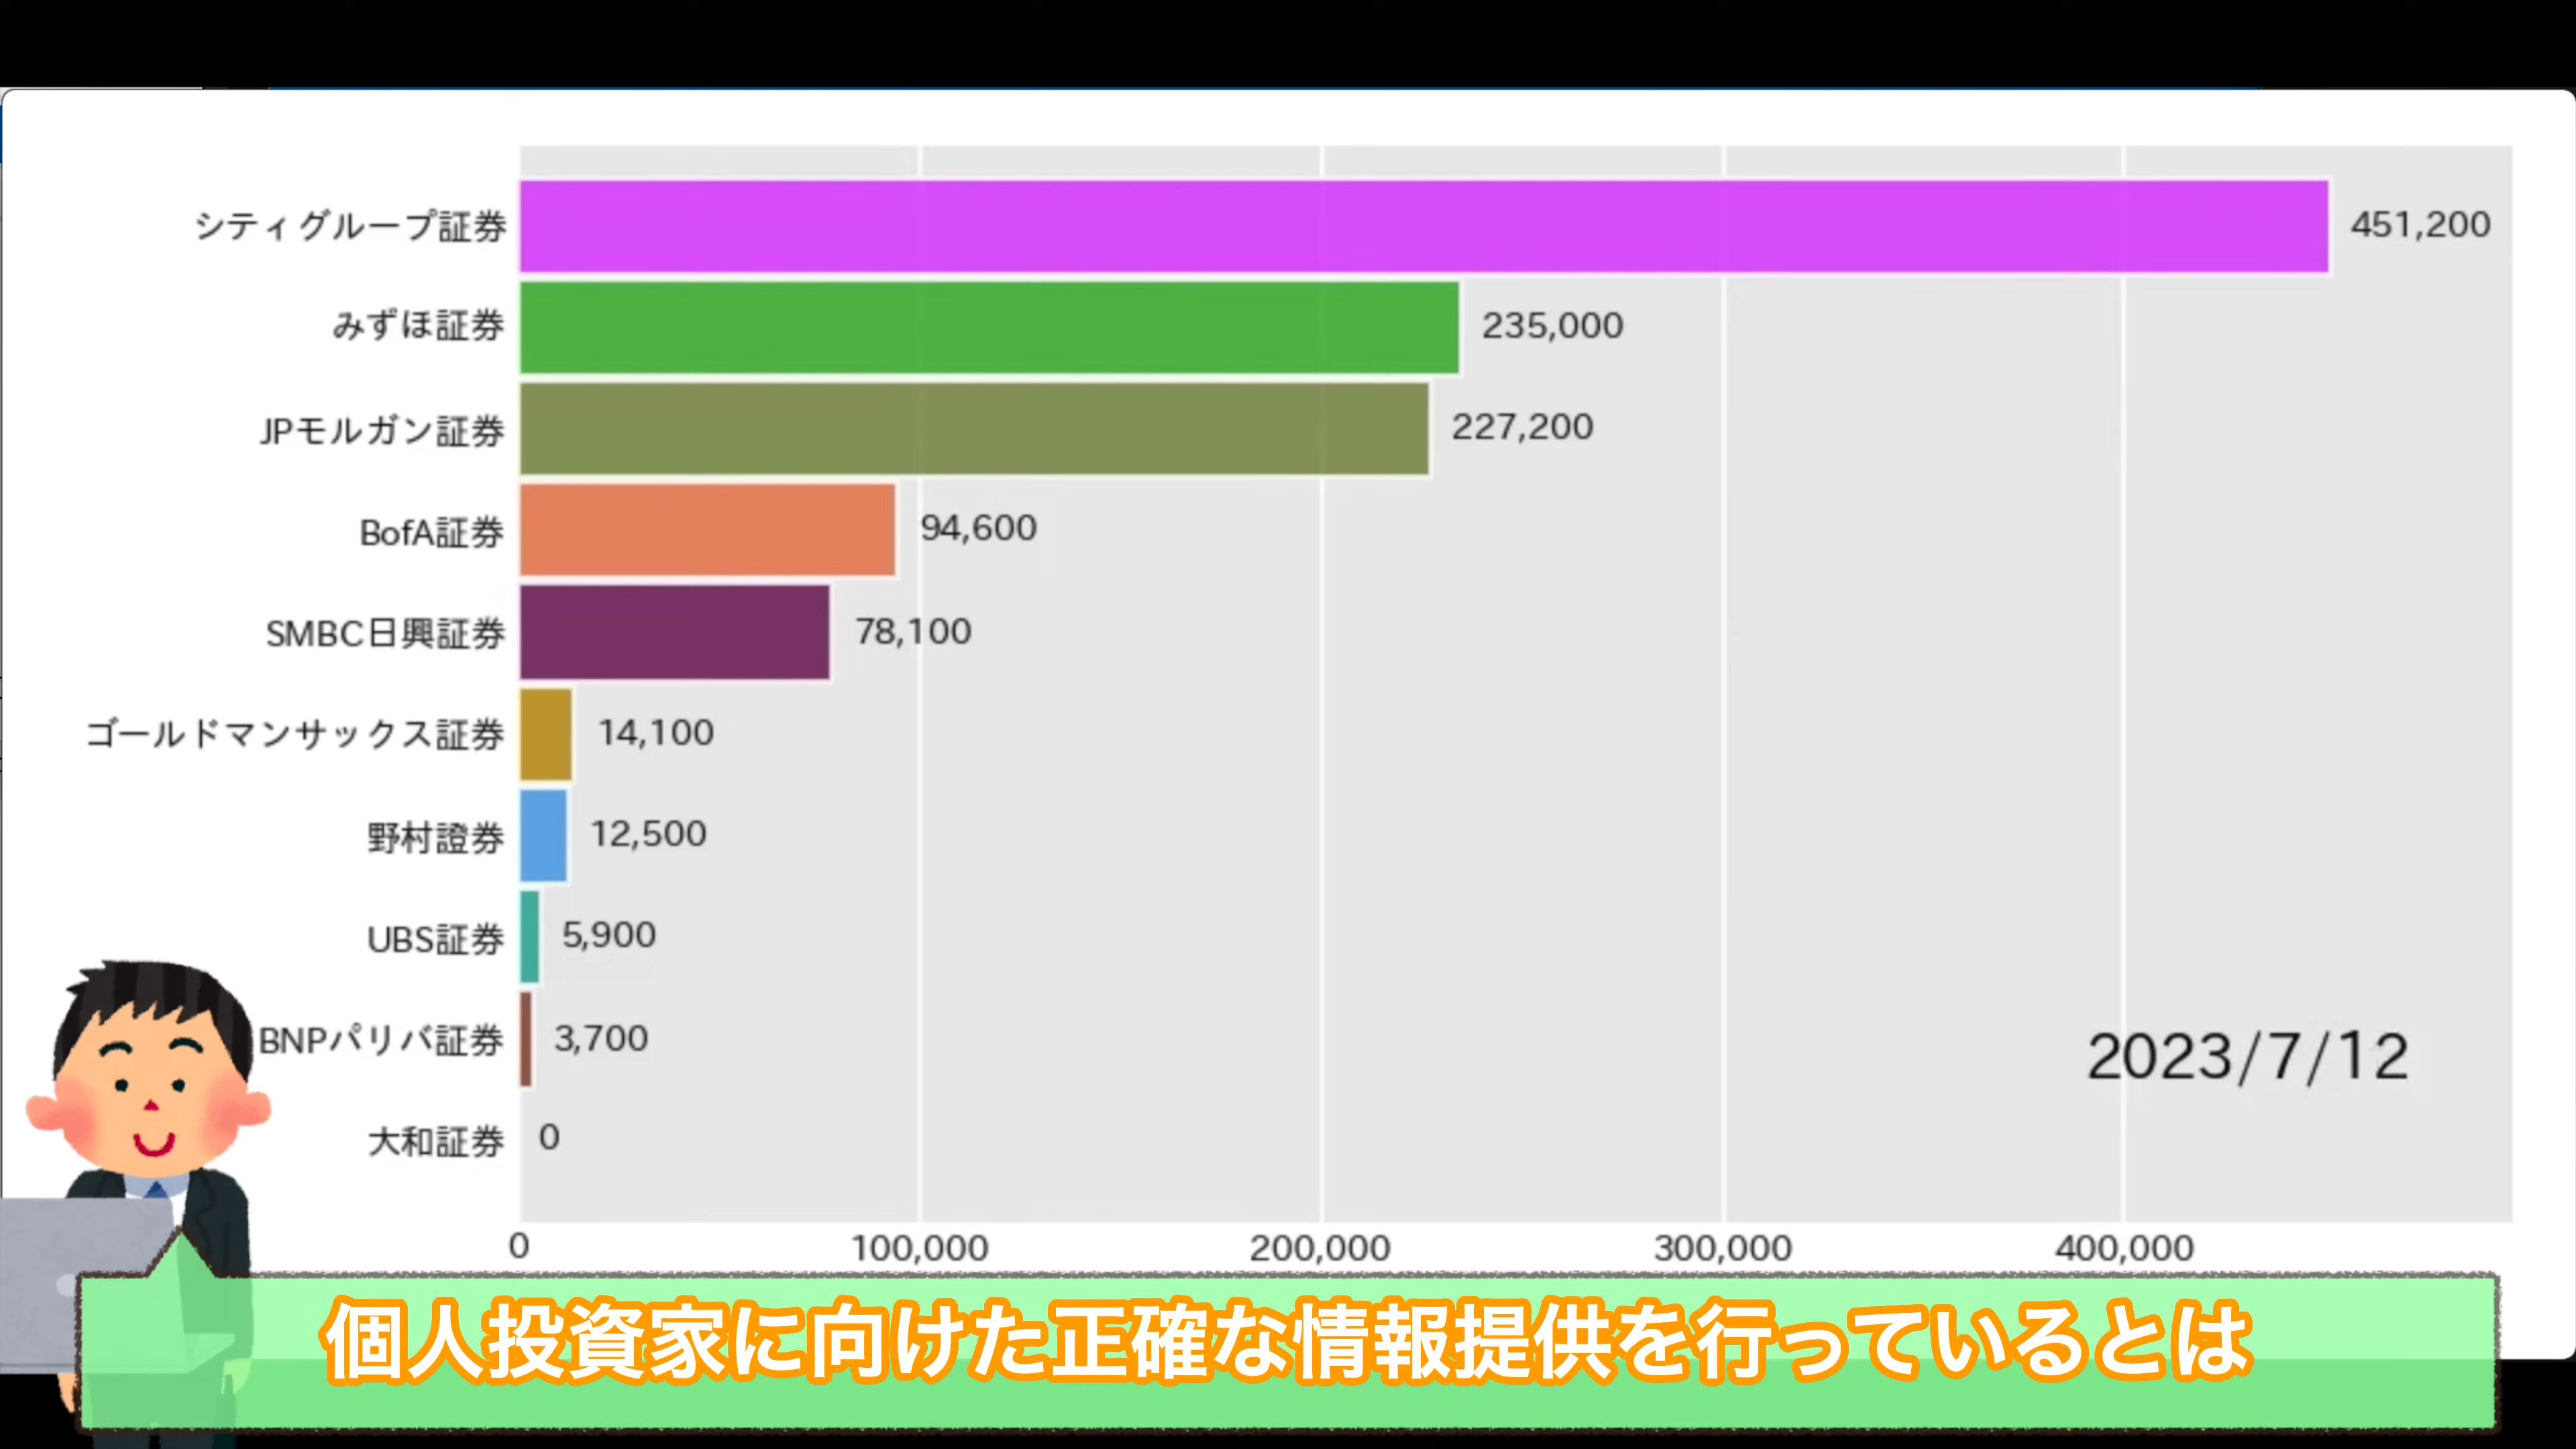 シティグループ証券 451,200
みずほ証券 235,000
JPモルガン証券 227,200
BofA証券 94,600
SMBC日興証券 78,100
ゴールドマンサックス証券 14,100
野村證券 12,500
UBS証券 5,900
BNPパリバ証券 3,700
2023/7/12
大和証券 0
0 100,000 200,000 300,000 400,000
個人投資家に向けた正確な情報提供を行っているとは